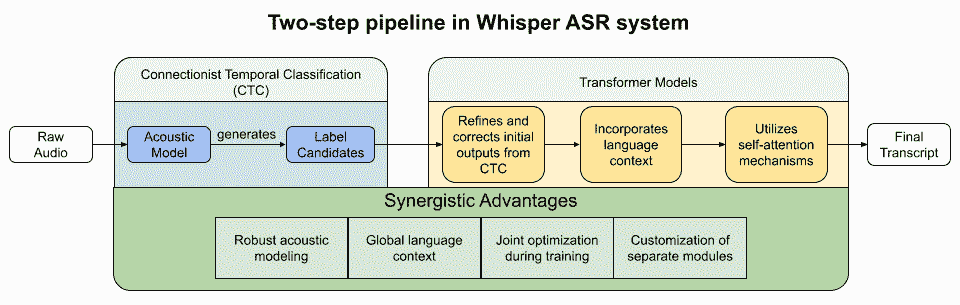 Two-step pipeline in Whisper ASR system
Connectionist Temporal Classification
(CTC)
Transformer Models
Raw
Audio
Acoustic
Model
generates
Label
Candidates
Refines and
corrects initial
outputs from
CTC
Incorporates
language
context
Utilizes
self-attention
mechanisms
Final
Transcript
Synergistic Advantages
Robust acoustic
modeling
Global language
context
Joint optimization
during training
Customization of
separate modules